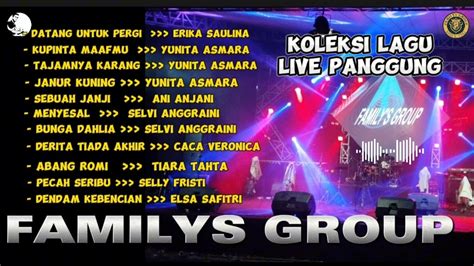 DATANG UNTUK PERGI >>> ERIKA SAULINA
- KUPINTA MAAFMU >>> YUNITA ASMARA
- TAJAMNYA KARANG >>> YUNITA ASMARA
- JANUR KUNING >>> YUNITA ASMARA
- SEBUAH JANJI >>> ANI ANJANI
- MENYESAL >>> SELVI ANGGRAINI
- BUNGA DAHLIA >>> SELVI ANGGRAINI
- DERITA TIADA AKHIR >>> CACA VERONICA
- ABANG ROMI >>> TIARA TAHTA
- PECAH SERIBU >>> SELLY FRISTI
- DENDAM KEBENCIAN >>> ELSA SAFITRI
KOLEKSI LAGU
LIVE PANGGUNG
FAMILY'S GROUP
FAMILYS GROUP